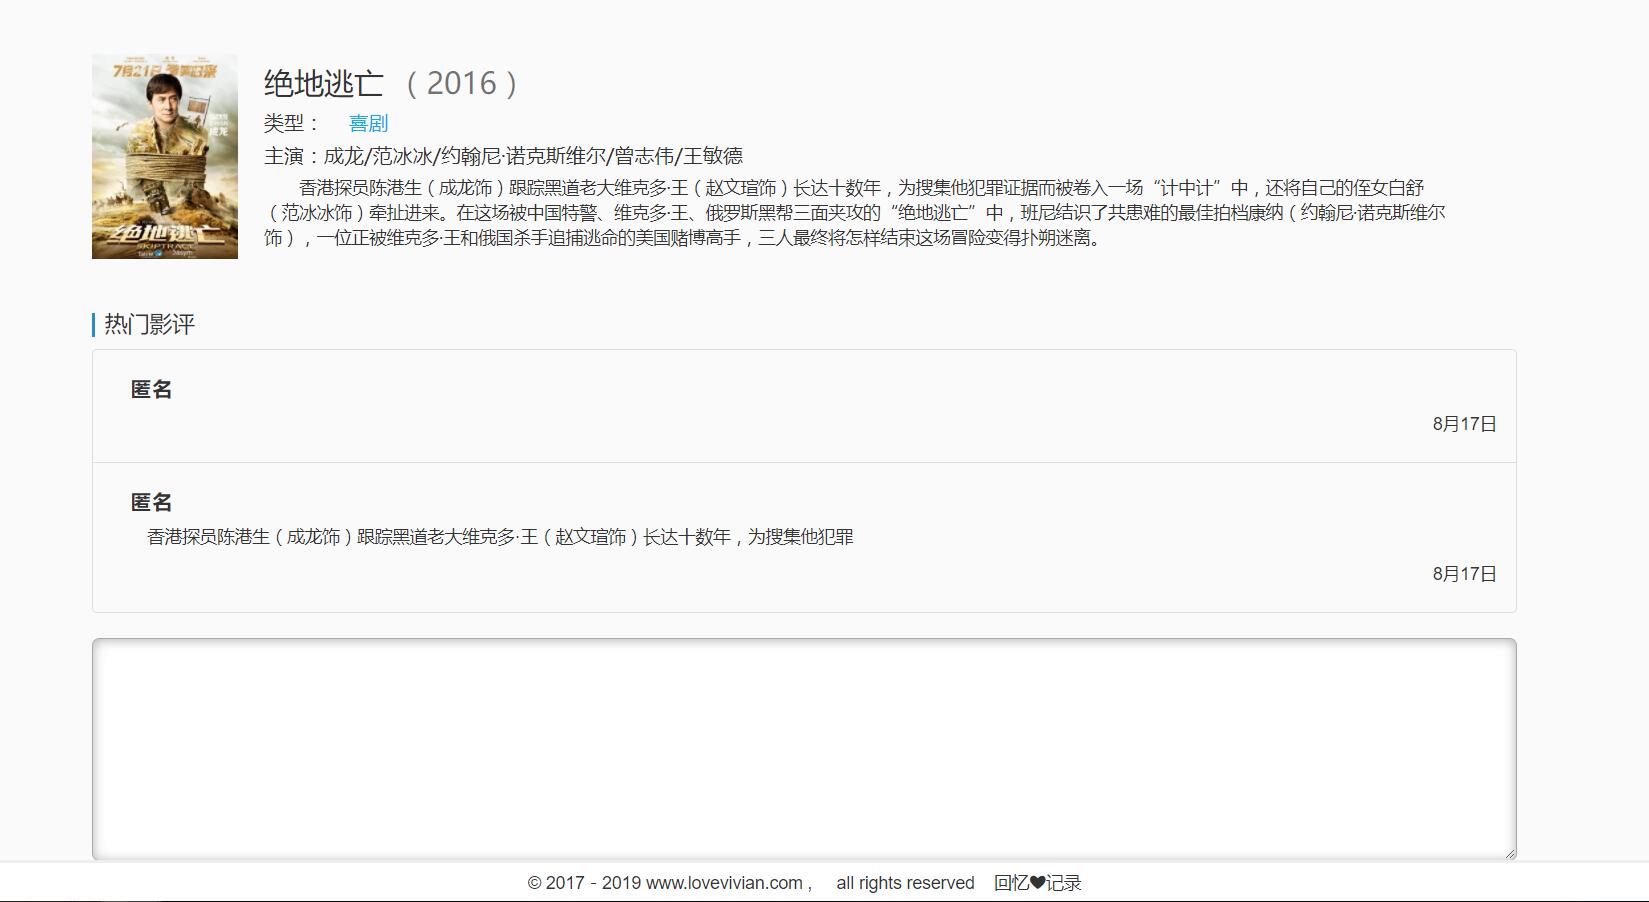 7月21日
成龙
绝地逃亡
SKIPTRACE
绝地逃亡 （2016）
类型： 喜剧
主演：成龙/范冰冰/约翰尼·诺克斯维尔/曾志伟/王敏德
香港探员陈港生（成龙饰）跟踪黑道老大维克多·王（赵文瑄饰）长达十数年，为搜集他犯罪证据而被卷入一场“计中计”中，还将自己的侄女白舒
（范冰冰饰）牵扯进来。在这场被中国特警、维克多·王、俄罗斯黑帮三面夹攻的“绝地逃亡”中，班尼结识了共患难的最佳拍档康纳（约翰尼·诺克斯维尔
饰），一位正被维克多·王和俄国杀手追捕逃命的美国赌博高手，三人最终将怎样结束这场冒险变得扑朔迷离。
热门影评
匿名
8月17日
匿名
香港探员陈港生（成龙饰）跟踪黑道老大维克多·王（赵文瑄饰）长达十数年，为搜集他犯罪
8月17日
© 2017 - 2019 www.lovevivian.com， all rights reserved 回忆♥记录